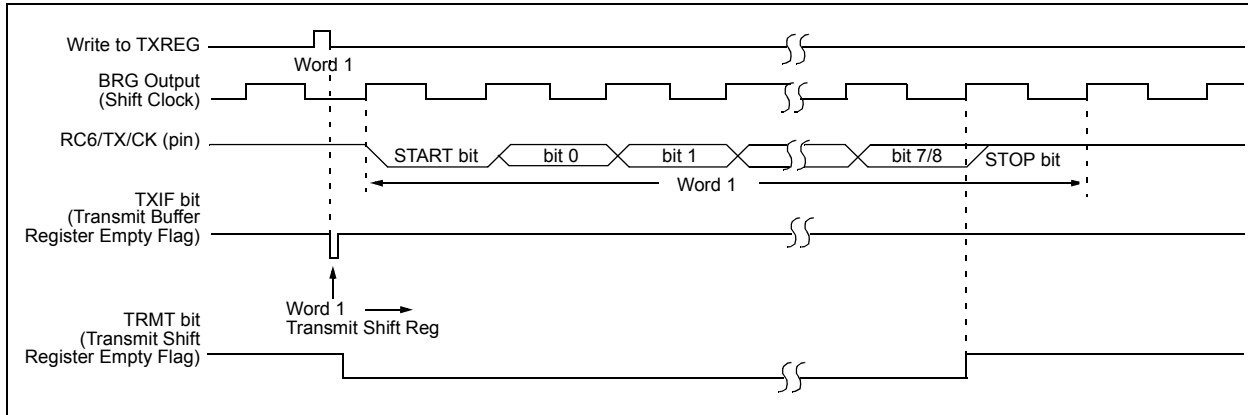 Write to TXREG
Word 1
BRG Output
(Shift Clock)
RC6/TX/CK (pin)
START bit
bit 0
bit 1
bit 7/8
STOP bit
Word 1
TXIF bit
(Transmit Buffer
Register Empty Flag)
Word 1
Transmit Shift Reg
TRMT bit
(Transmit Shift
Register Empty Flag)